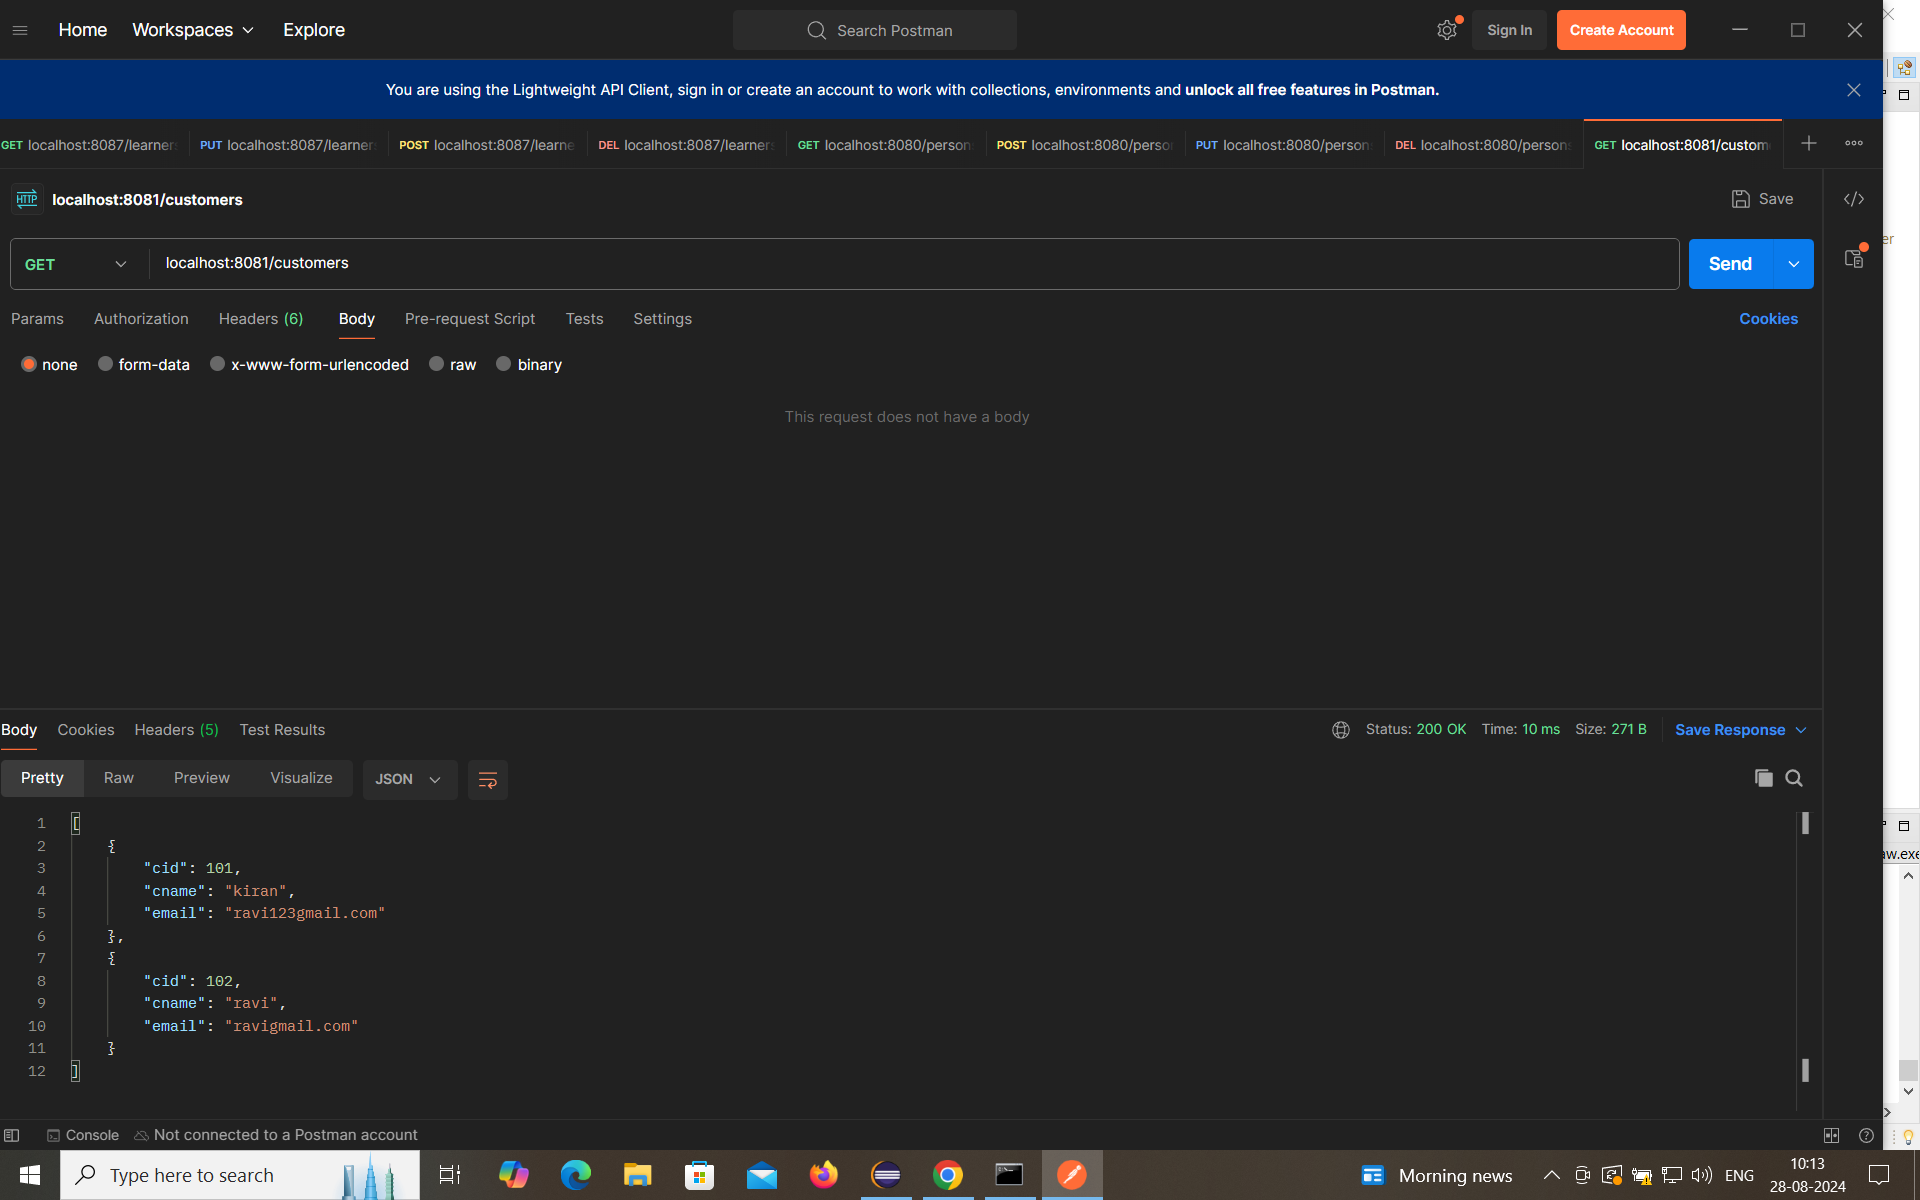 Home Workspaces Explore Search Postman Sign In Create Account
You are using the Lightweight API Client, sign in or create an account to work with collections, environments and unlock all free features in Postman.
GET localhost:8087/learners PUT localhost:8087/learner POST localhost:8087/learne DEL localhost:8087/learners GET localhost:8080/person POST localhost:8080/perso PUT localhost:8080/person DEL localhost:8080/persons GET localhost:8081/custom
HTTP localhost:8081/customers Save
er
GET localhost:8081/customers Send
Params Authorization Headers (6) Body Pre-request Script Tests Settings Cookies
none form-data x-www-form-urlencoded raw binary
This request does not have a body
Body Cookies Headers (5) Test Results Status: 200 OK Time: 10 ms Size: 271 B Save Response
Pretty Raw Preview Visualize JSON
1 [
2 {
3 "cid": 101,
4 "cname": "kiran",
5 "email": "ravi123gmail.com"
6 },
7 {
8 "cid": 102,
9 "cname": "ravi",
10 "email": "ravigmail.com"
11 }
12 ]
aw.exe
Console Not connected to a Postman account
Type here to search Morning news ENG 10:13
28-08-2024